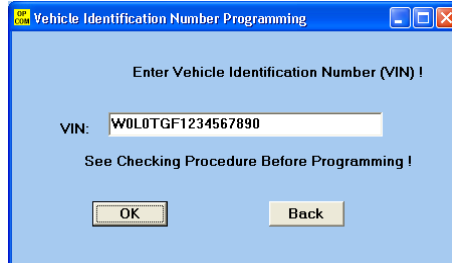 OP COM Vehicle Identification Number Programming
Enter Vehicle Identification Number (VIN) !
VIN: W0L0TGF1234567890
See Checking Procedure Before Programming !
OK Back